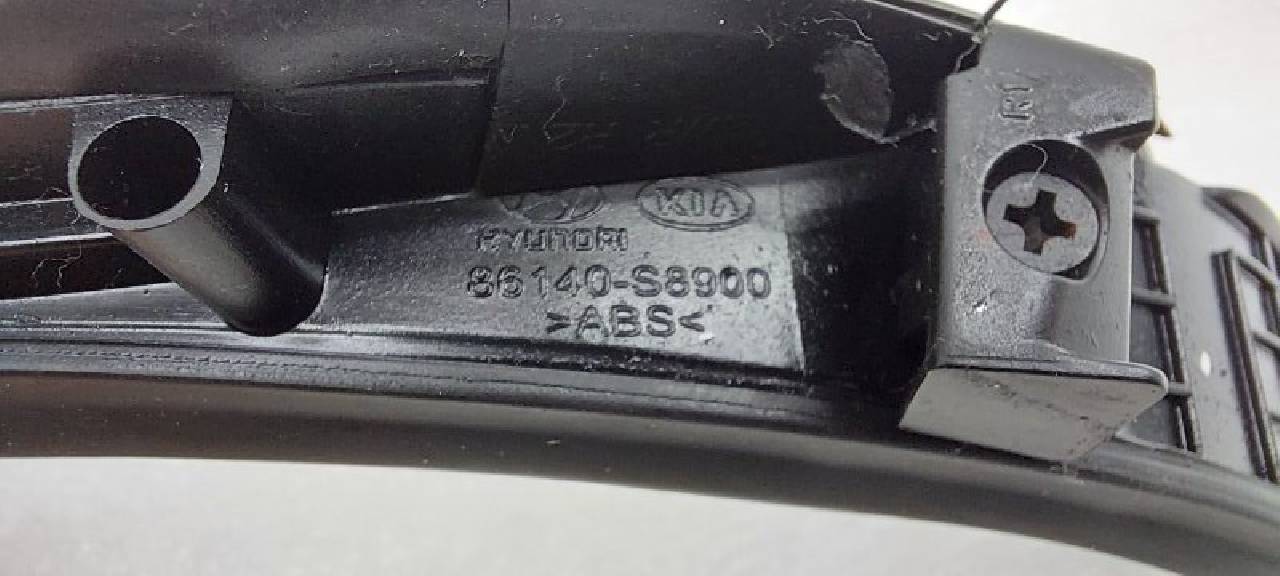 KIA
HYUNDAI
86140-S8900
>ABS<